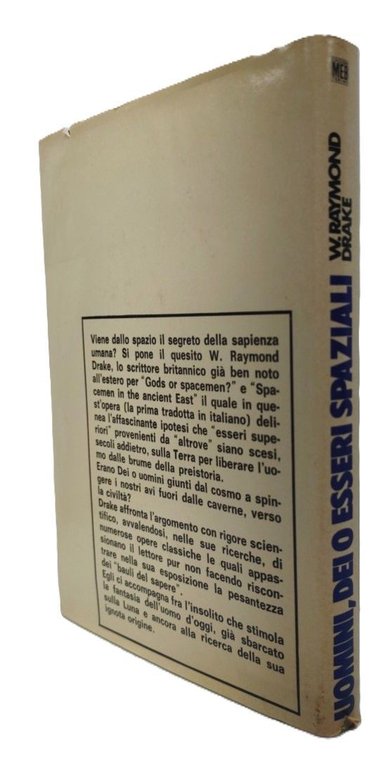 Viene dallo spazio il segreto della sapienza
umana? Si pone il quesito W. Raymond
Drake, lo scrittore britannico già ben noto
all'estero per "Gods or spacemen?" e "Spa-
cemen in the ancient East" il quale in que-
st'opera (la prima tradotta in italiano) deli-
nea l'affascinante ipotesi che "esseri supe-
riori" provenienti da "altrove" siano scesi,
secoli addietro, sulla Terra per liberare l'uo-
mo dalle brume della preistoria.
Erano Dei o uomini giunti dal cosmo a spin-
gere i nostri avi fuori dalle caverne, verso
la civiltà?
Drake affronta l'argomento con rigore scien-
tifico, avvalendosi, nelle sue ricerche, di
numerose opere classiche le quali appas-
sionano il lettore pur non facendo riscon-
trare nella sua esposizione la pesantezza
dei "bauli del sapere".
Egli ci accompagna fra l'insolito che stimola
la fantasia dell'uomo d'oggi, già sbarcato
sulla Luna e ancora alla ricerca della sua
ignota origine.
MEB
W. RAYMOND
DRAKE
UOMINI, DEI O ESSERI SPAZIALI